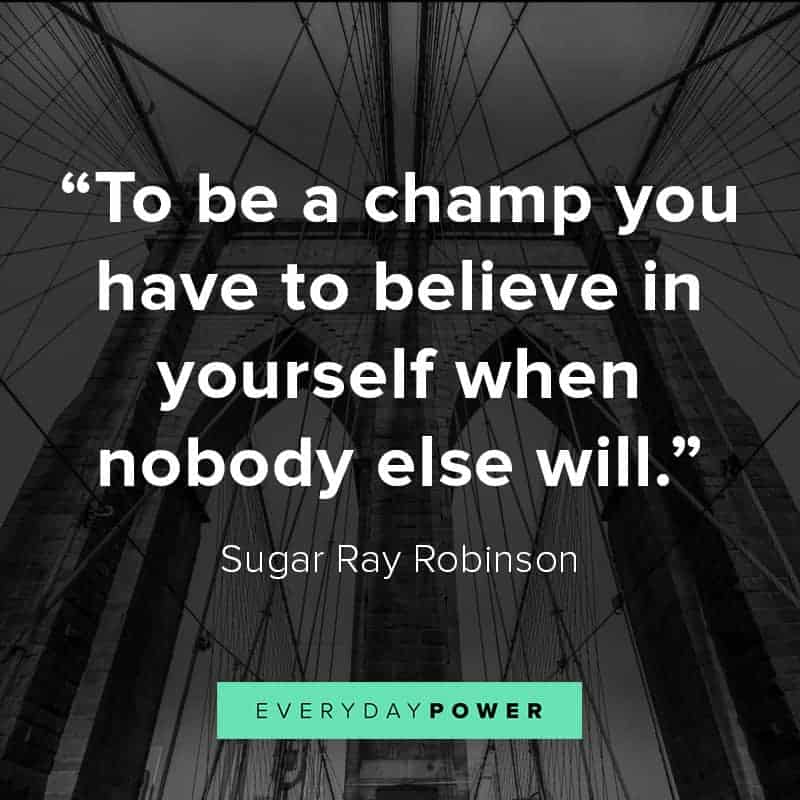 “To be a champ you
have to believe in
yourself when
nobody else will.”
Sugar Ray Robinson
EVERYDAYPOWER